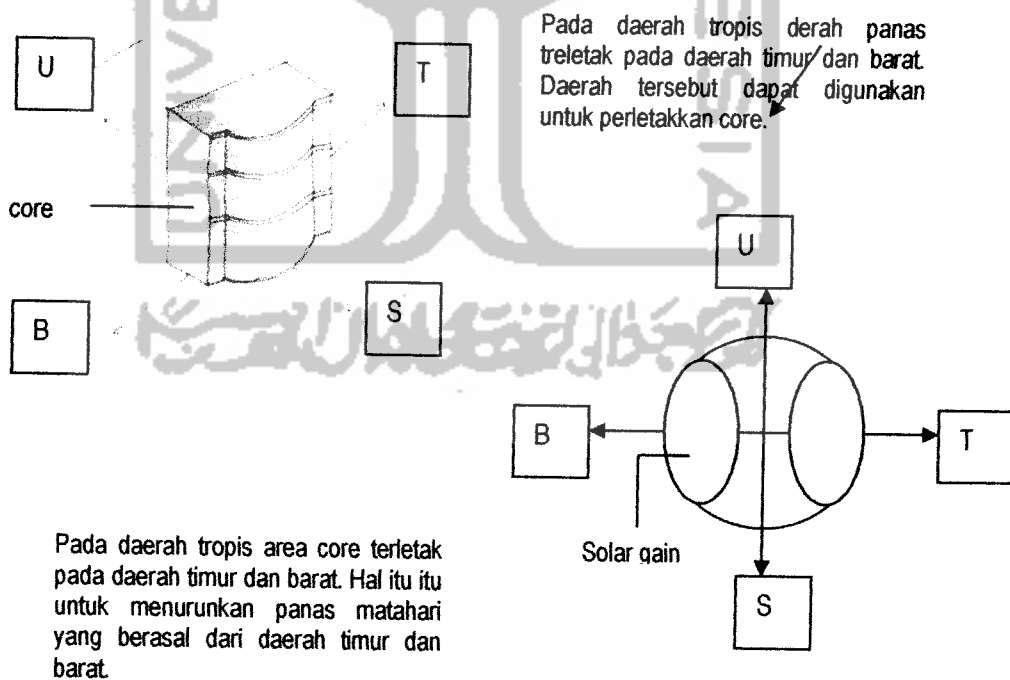 Pada daerah tropis derah panas
treletak pada daerah timur dan barat.
Daerah tersebut dapat digunakan
untuk perletakkan core.
U
T
core
B
S
U
B
T
Solar gain
S
Pada daerah tropis area core terletak
pada daerah timur dan barat. Hal itu itu
untuk menurunkan panas matahari
yang berasal dari daerah timur dan
barat.